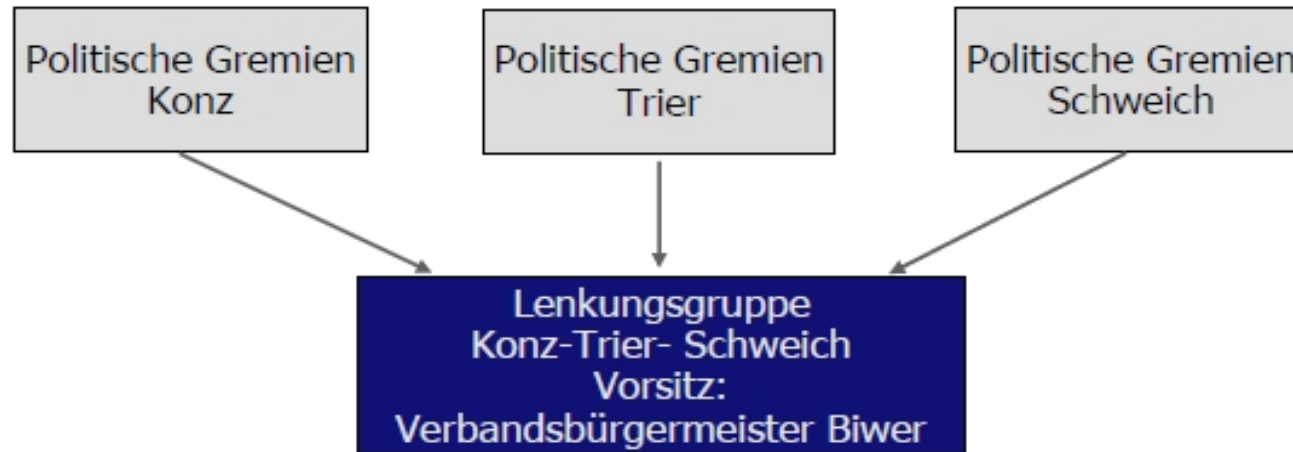 Politische Gremien
Konz
Politische Gremien
Trier
Politische Gremien
Schweich
Lenkungsgruppe
Konz-Trier- Schweich
Vorsitz:
Verbandsbürgermeister Biwer